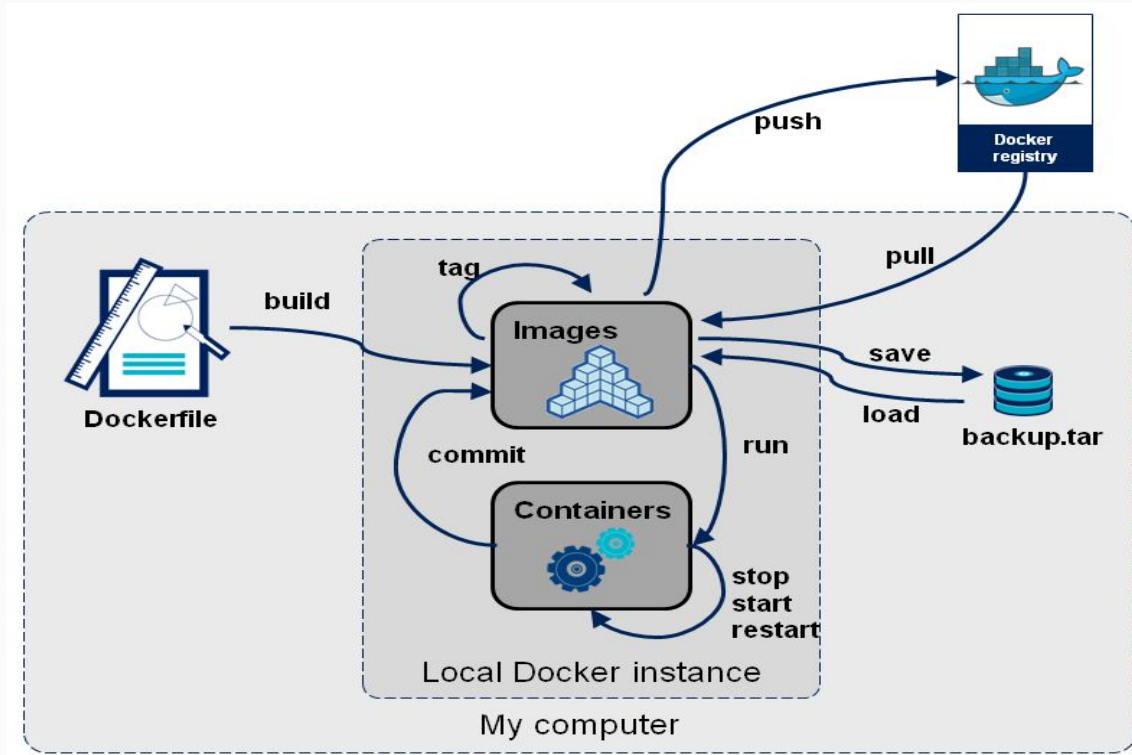 push
Docker
registry
pull
tag
build
Images
save
Dockerfile
load
backup.tar
commit
run
Containers
stop
start
restart
Local Docker instance
My computer